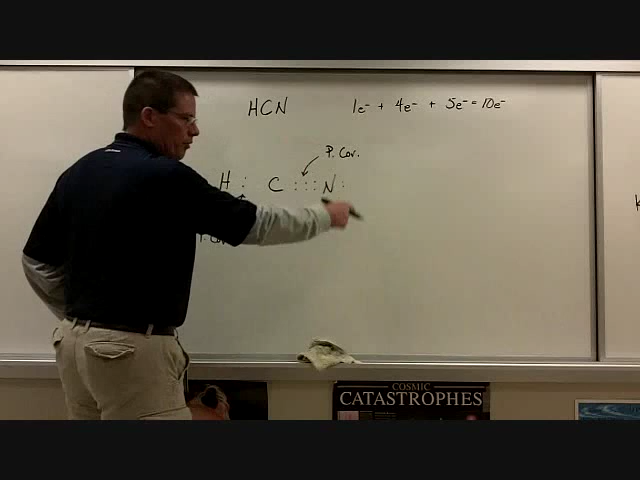 HCN 1e⁻ + 4e⁻ + 5e⁻ = 10e⁻
P. Cov.
H : C ::: N :
COSMIC
CATASTROPHES